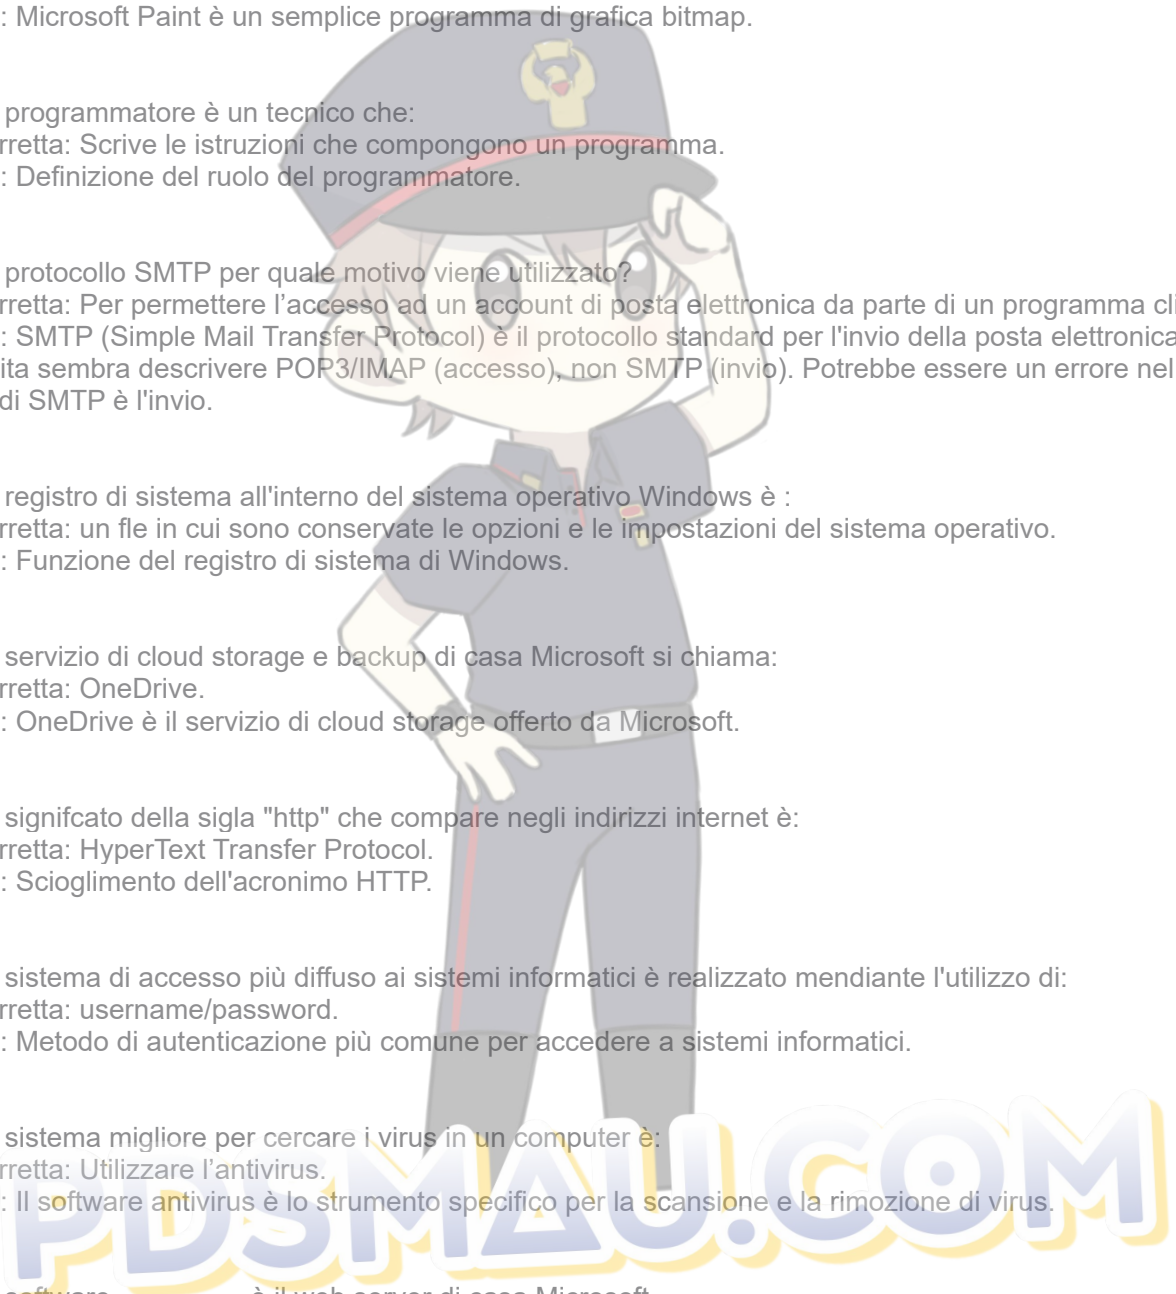 : Microsoft Paint è un semplice programma di grafica bitmap.
programmatore è un tecnico che:
rretta: Scrive le istruzioni che compongono un programma.
: Definizione del ruolo del programmatore.
protocollo SMTP per quale motivo viene utilizzato?
rretta: Per permettere l’accesso ad un account di posta elettronica da parte di un programma cli
: SMTP (Simple Mail Transfer Protocol) è il protocollo standard per l'invio della posta elettronica
ita sembra descrivere POP3/IMAP (accesso), non SMTP (invio). Potrebbe essere un errore nel
di SMTP è l'invio.
registro di sistema all'interno del sistema operativo Windows è :
rretta: un fle in cui sono conservate le opzioni e le impostazioni del sistema operativo.
: Funzione del registro di sistema di Windows.
servizio di cloud storage e backup di casa Microsoft si chiama:
rretta: OneDrive.
: OneDrive è il servizio di cloud storage offerto da Microsoft.
signifcato della sigla "http" che compare negli indirizzi internet è:
rretta: HyperText Transfer Protocol.
: Scioglimento dell'acronimo HTTP.
sistema di accesso più diffuso ai sistemi informatici è realizzato mendiante l'utilizzo di:
rretta: username/password.
: Metodo di autenticazione più comune per accedere a sistemi informatici.
sistema migliore per cercare i virus in un computer è:
rretta: Utilizzare l’antivirus.
: Il software antivirus è lo strumento specifico per la scansione e la rimozione di virus.
PDSMAU.COM
software ________ è il web server di casa Microsoft